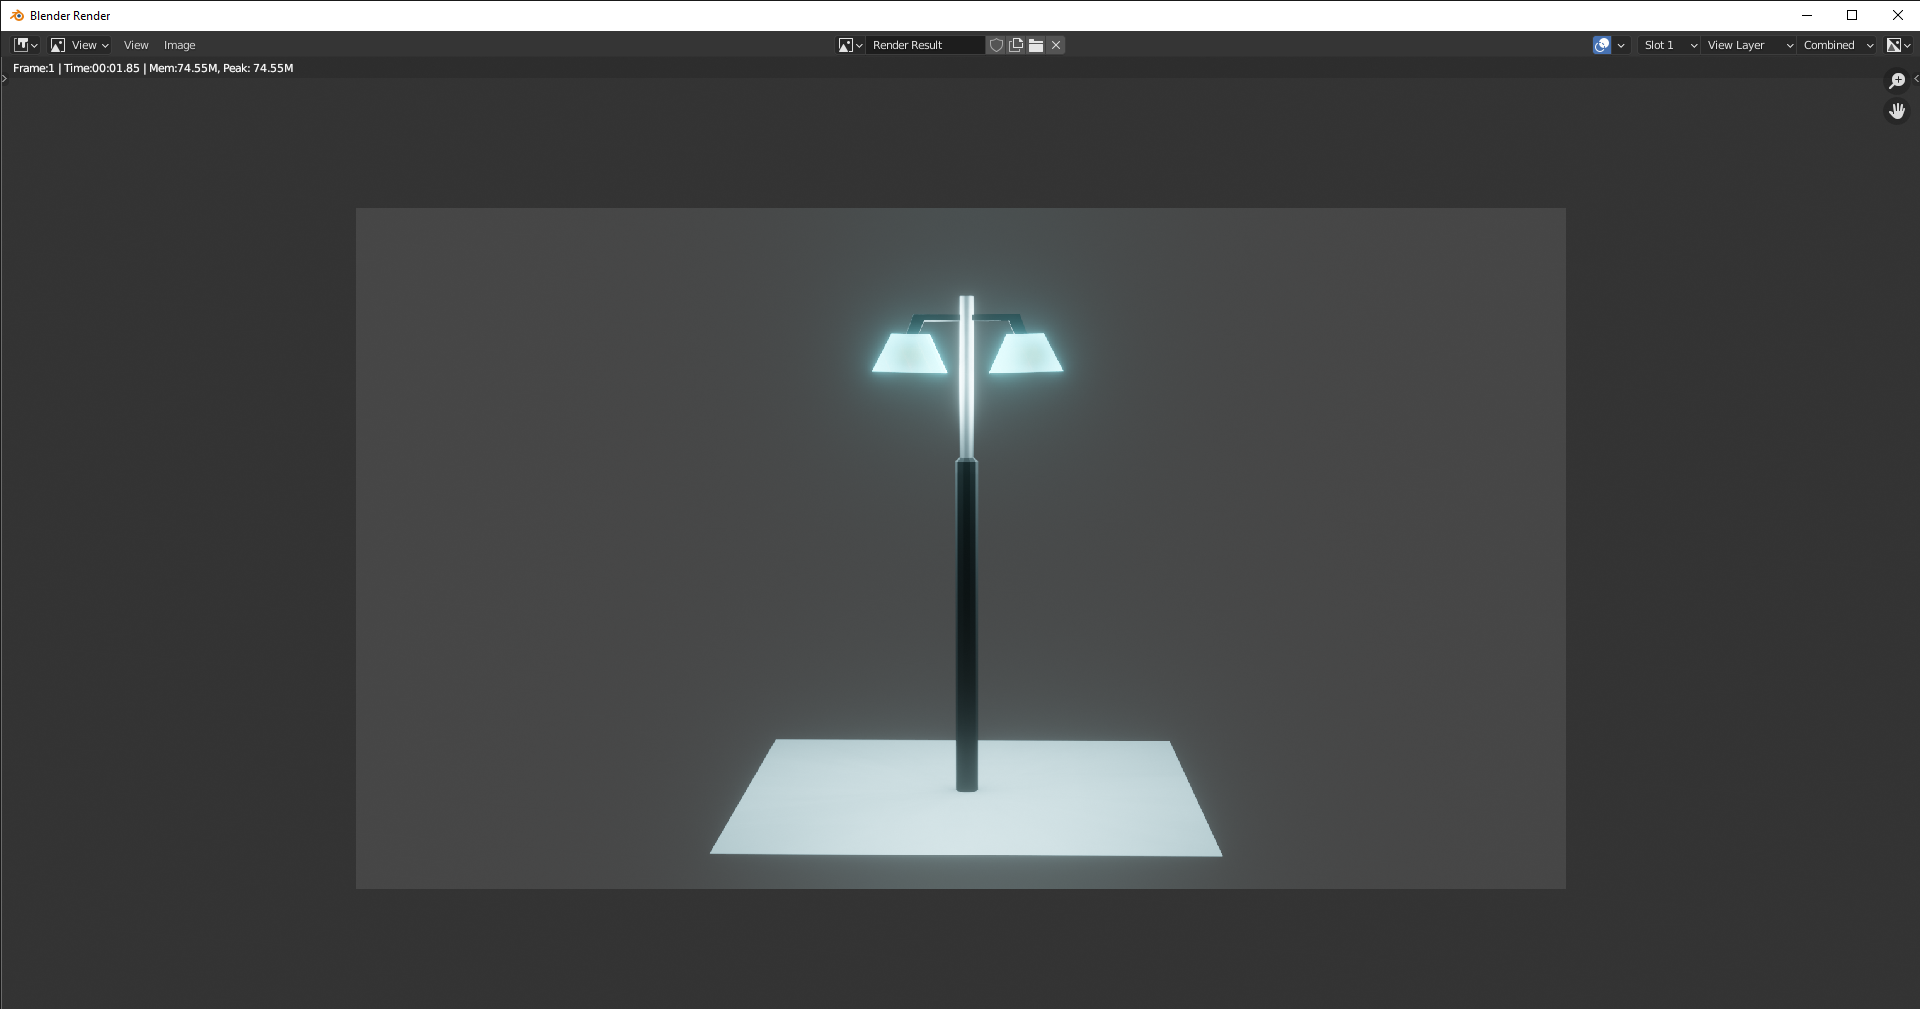 Blender Render
View View Image Render Result Slot 1 View Layer Combined
Frame:1 | Time:00:01.85 | Mem:74.55M, Peak: 74.55M